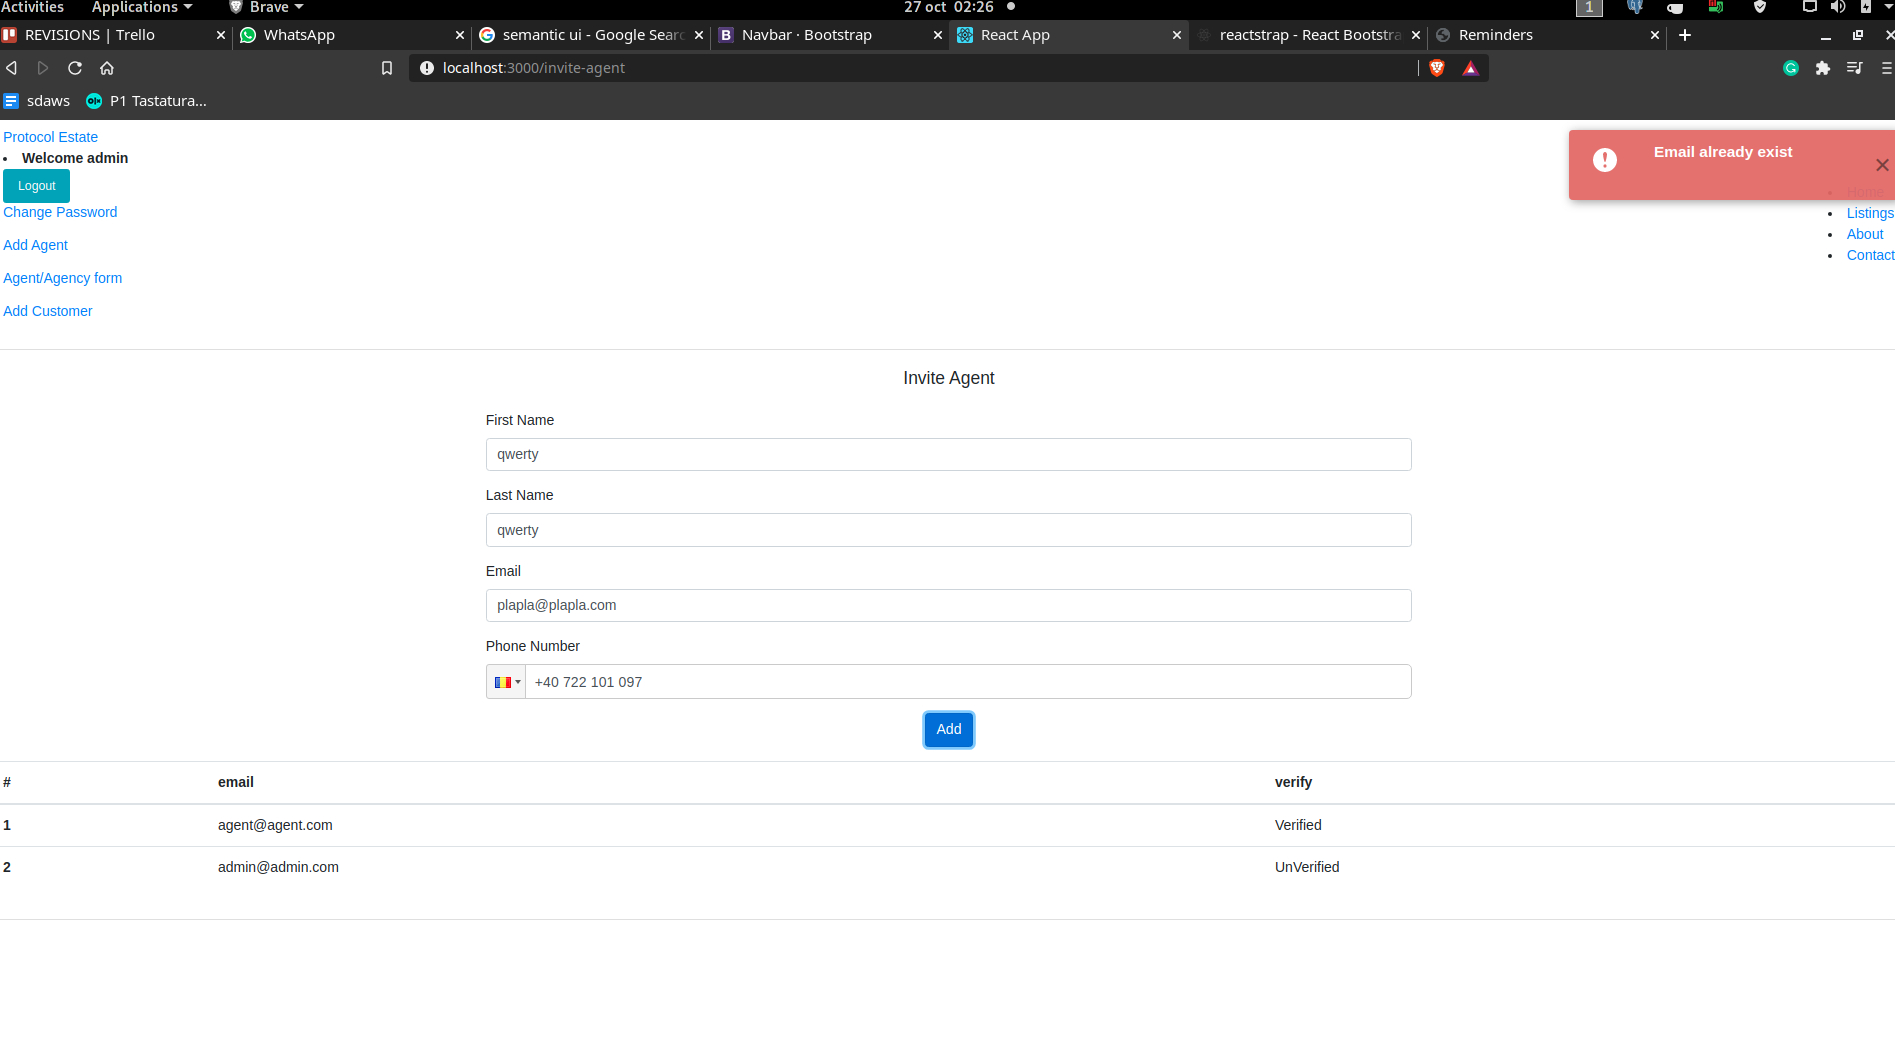 Activities Applications Brave 27 oct 02:26 1
REVISIONS | Trello WhatsApp semantic ui - Google Searc Navbar · Bootstrap React App reactstrap - React Bootstra Reminders
localhost:3000/invite-agent
sdaws P1 Tastatura...
Protocol Estate
Welcome admin
Logout
Change Password
Add Agent
Agent/Agency form
Add Customer
Email already exist
Home
Listings
About
Contact
Invite Agent
First Name
qwerty
Last Name
qwerty
Email
plapla@plapla.com
Phone Number
+40 722 101 097
Add
# email verify
1 agent@agent.com Verified
2 admin@admin.com UnVerified